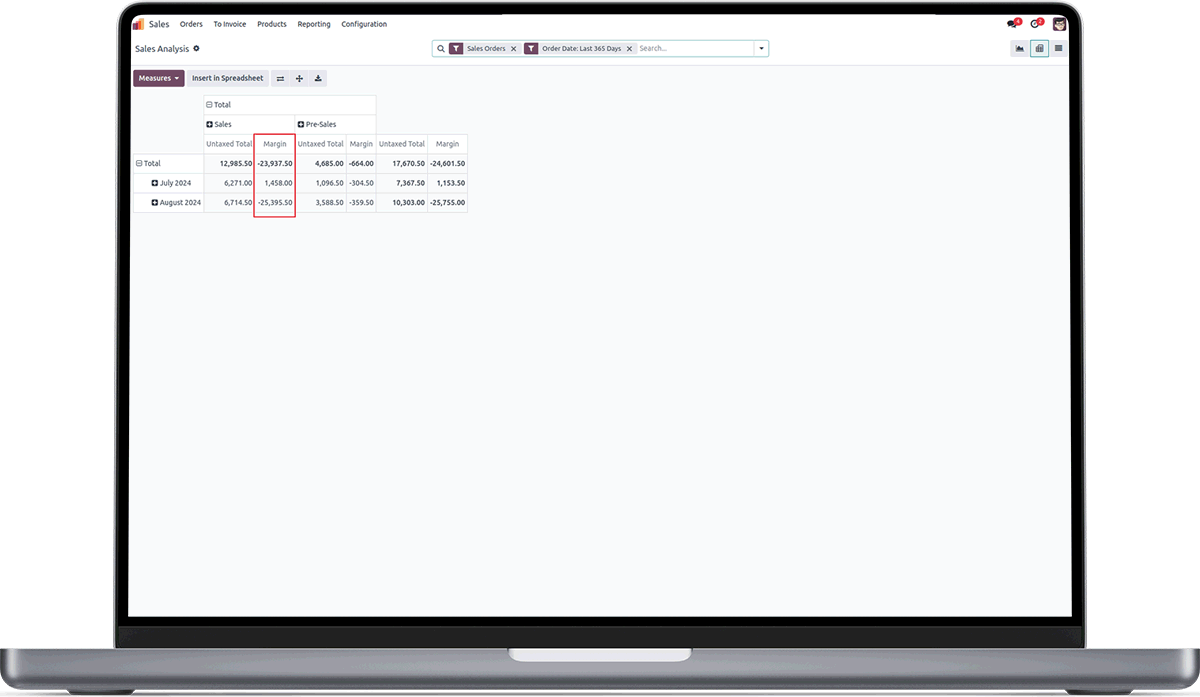 Sales Orders To Invoice Products Reporting Configuration 4 2
Sales Analysis Sales Orders × Order Date: Last 365 Days × Search...
Measures Insert in Spreadsheet
Total
Sales Pre-Sales
Untaxed Total Margin Untaxed Total Margin Untaxed Total Margin
Total 12,985.50 -23,937.50 4,685.00 -664.00 17,670.50 -24,601.50
July 2024 6,271.00 1,458.00 1,096.50 -304.50 7,367.50 1,153.50
August 2024 6,714.50 -25,395.50 3,588.50 -359.50 10,303.00 -25,755.00